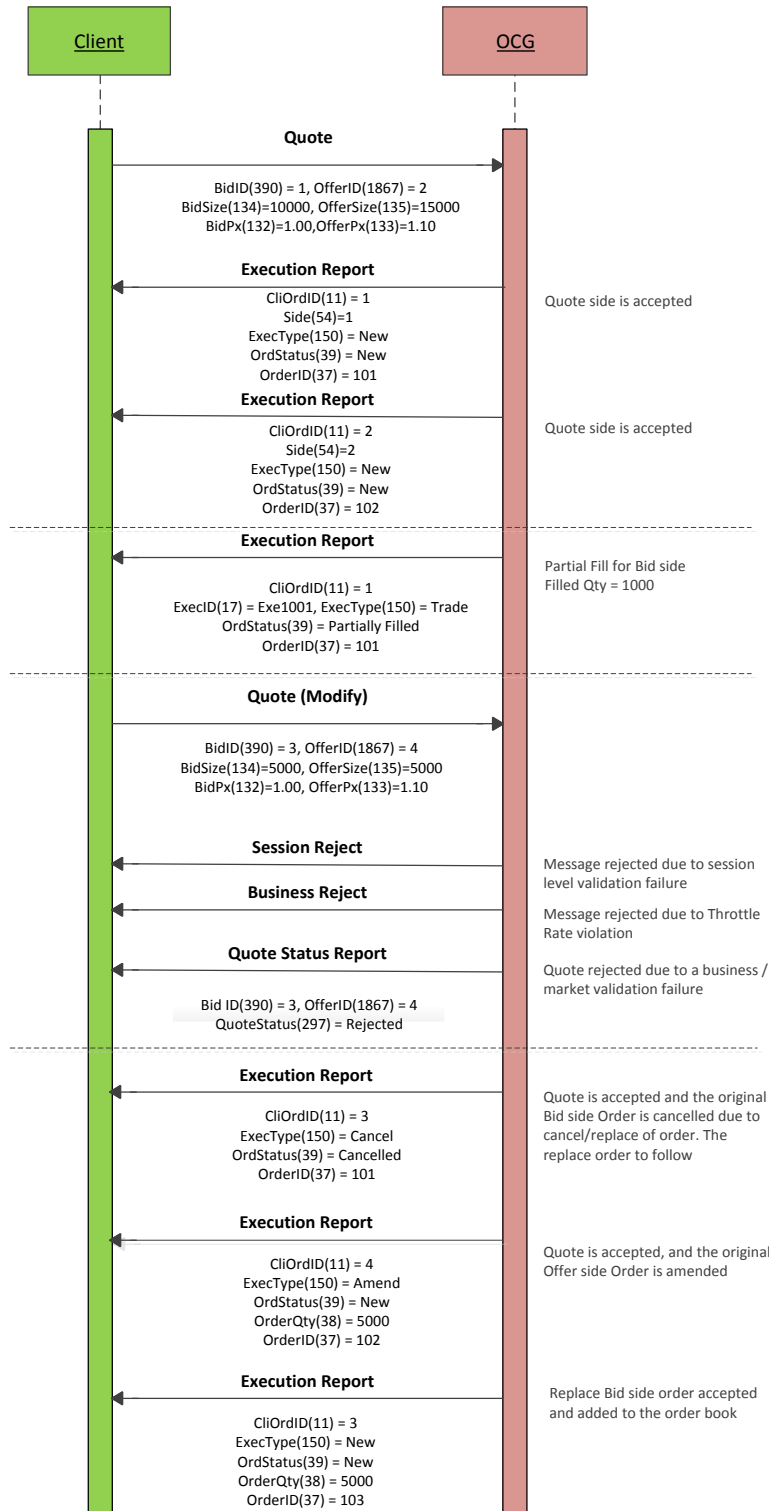 Client
OCG
Quote
BidID(390) = 1, OfferID(1867) = 2
BidSize(134)=10000, OfferSize(135)=15000
BidPx(132)=1.00,OfferPx(133)=1.10
Execution Report
CliOrdID(11) = 1
Side(54)=1
ExecType(150) = New
OrdStatus(39) = New
OrderID(37) = 101
Quote side is accepted
Execution Report
CliOrdID(11) = 2
Side(54)=2
ExecType(150) = New
OrdStatus(39) = New
OrderID(37) = 102
Quote side is accepted
Execution Report
CliOrdID(11) = 1
ExecID(17) = Exe1001, ExecType(150) = Trade
OrdStatus(39) = Partially Filled
OrderID(37) = 101
Partial Fill for Bid side
Filled Qty = 1000
Quote (Modify)
BidID(390) = 3, OfferID(1867) = 4
BidSize(134)=5000, OfferSize(135)=5000
BidPx(132)=1.00, OfferPx(133)=1.10
Session Reject
Message rejected due to session
level validation failure
Business Reject
Message rejected due to Throttle
Rate violation
Quote Status Report
Bid ID(390) = 3, OfferID(1867) = 4
QuoteStatus(297) = Rejected
Quote rejected due to a business /
market validation failure
Execution Report
CliOrdID(11) = 3
ExecType(150) = Cancel
OrdStatus(39) = Cancelled
OrderID(37) = 101
Quote is accepted and the original
Bid side Order is cancelled due to
cancel/replace of order. The
replace order to follow
Execution Report
CliOrdID(11) = 4
ExecType(150) = Amend
OrdStatus(39) = New
OrderQty(38) = 5000
OrderID(37) = 102
Quote is accepted, and the original
Offer side Order is amended
Execution Report
CliOrdID(11) = 3
ExecType(150) = New
OrdStatus(39) = New
OrderQty(38) = 5000
OrderID(37) = 103
Replace Bid side order accepted
and added to the order book